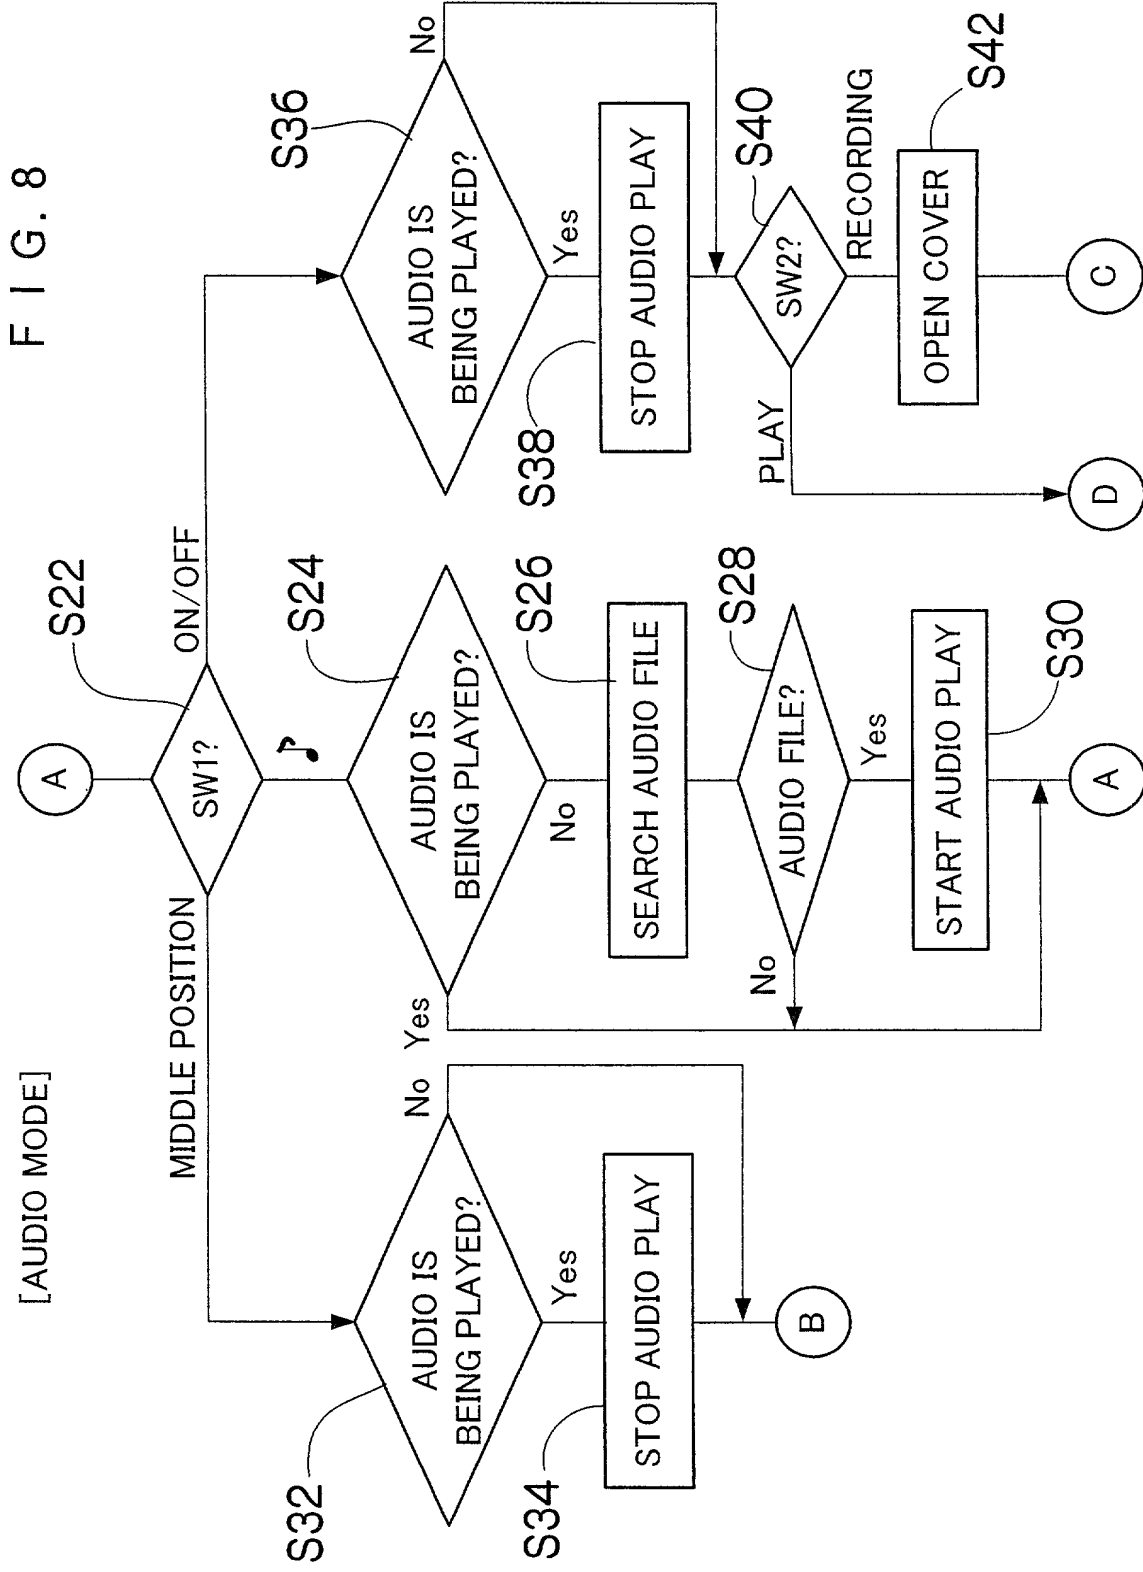 F I G. 8
[AUDIO MODE]
A
S22
SW1?
MIDDLE POSITION
ON/OFF
♪
S32
AUDIO IS
BEING PLAYED?
No
Yes
S34
STOP AUDIO PLAY
B
S24
AUDIO IS
BEING PLAYED?
Yes
No
S26
SEARCH AUDIO FILE
S28
AUDIO FILE?
No
Yes
START AUDIO PLAY
S30
A
S36
AUDIO IS
BEING PLAYED?
No
Yes
S38
STOP AUDIO PLAY
S40
SW2?
PLAY
RECORDING
S42
OPEN COVER
D
C